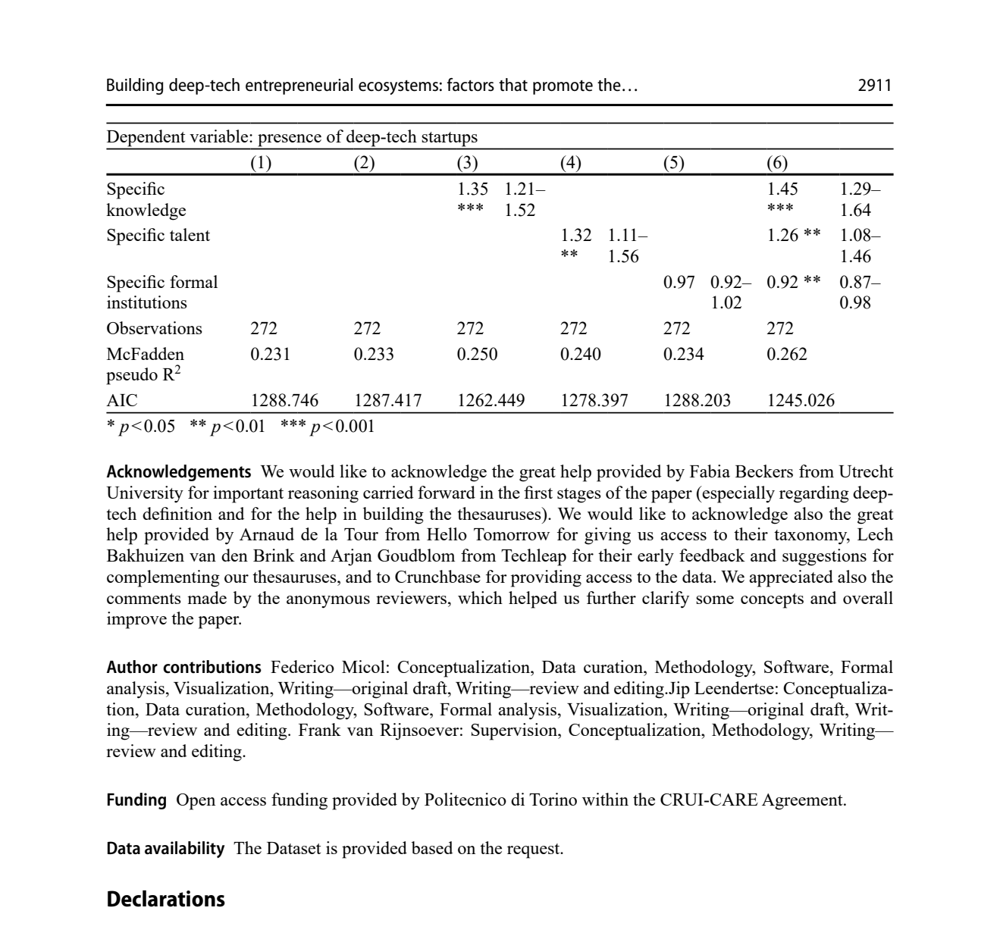 Building deep-tech entrepreneurial ecosystems: factors that promote the… 2911
Dependent variable: presence of deep-tech startups
(1) (2) (3) (4) (5) (6)
Specific 1.35 1.21– 1.45 1.29–
knowledge *** 1.52 *** 1.64
Specific talent 1.32 1.11– 1.26 ** 1.08–
** 1.56 1.46
Specific formal 0.97 0.92– 0.92 ** 0.87–
institutions 1.02 0.98
Observations 272 272 272 272 272 272
McFadden 0.231 0.233 0.250 0.240 0.234 0.262
pseudo R²
AIC 1288.746 1287.417 1262.449 1278.397 1288.203 1245.026
* p<0.05 ** p<0.01 *** p<0.001
Acknowledgements We would like to acknowledge the great help provided by Fabia Beckers from Utrecht
University for important reasoning carried forward in the first stages of the paper (especially regarding deep-
tech definition and for the help in building the thesauruses). We would like to acknowledge also the great
help provided by Arnaud de la Tour from Hello Tomorrow for giving us access to their taxonomy, Lech
Bakhuizen van den Brink and Arjan Goudblom from Techleap for their early feedback and suggestions for
complementing our thesauruses, and to Crunchbase for providing access to the data. We appreciated also the
comments made by the anonymous reviewers, which helped us further clarify some concepts and overall
improve the paper.
Author contributions Federico Micol: Conceptualization, Data curation, Methodology, Software, Formal
analysis, Visualization, Writing—original draft, Writing—review and editing.Jip Leendertse: Conceptualiza-
tion, Data curation, Methodology, Software, Formal analysis, Visualization, Writing—original draft, Writ-
ing—review and editing. Frank van Rijnsoever: Supervision, Conceptualization, Methodology, Writing—
review and editing.
Funding Open access funding provided by Politecnico di Torino within the CRUI-CARE Agreement.
Data availability The Dataset is provided based on the request.
Declarations